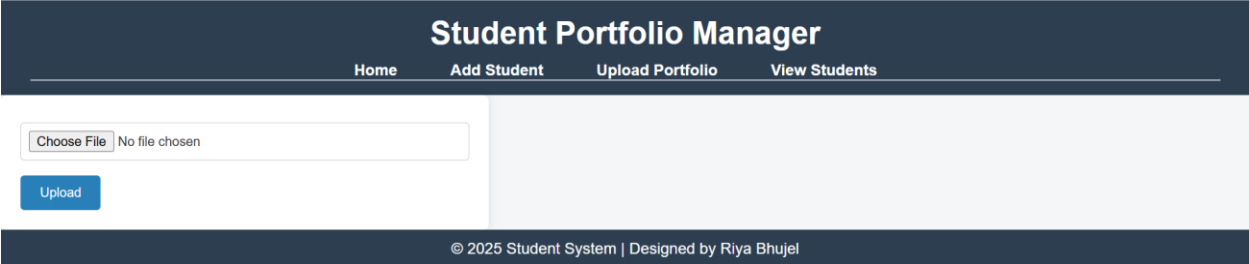 Student Portfolio Manager
Home Add Student Upload Portfolio View Students
Choose File No file chosen
Upload
© 2025 Student System | Designed by Riya Bhujel